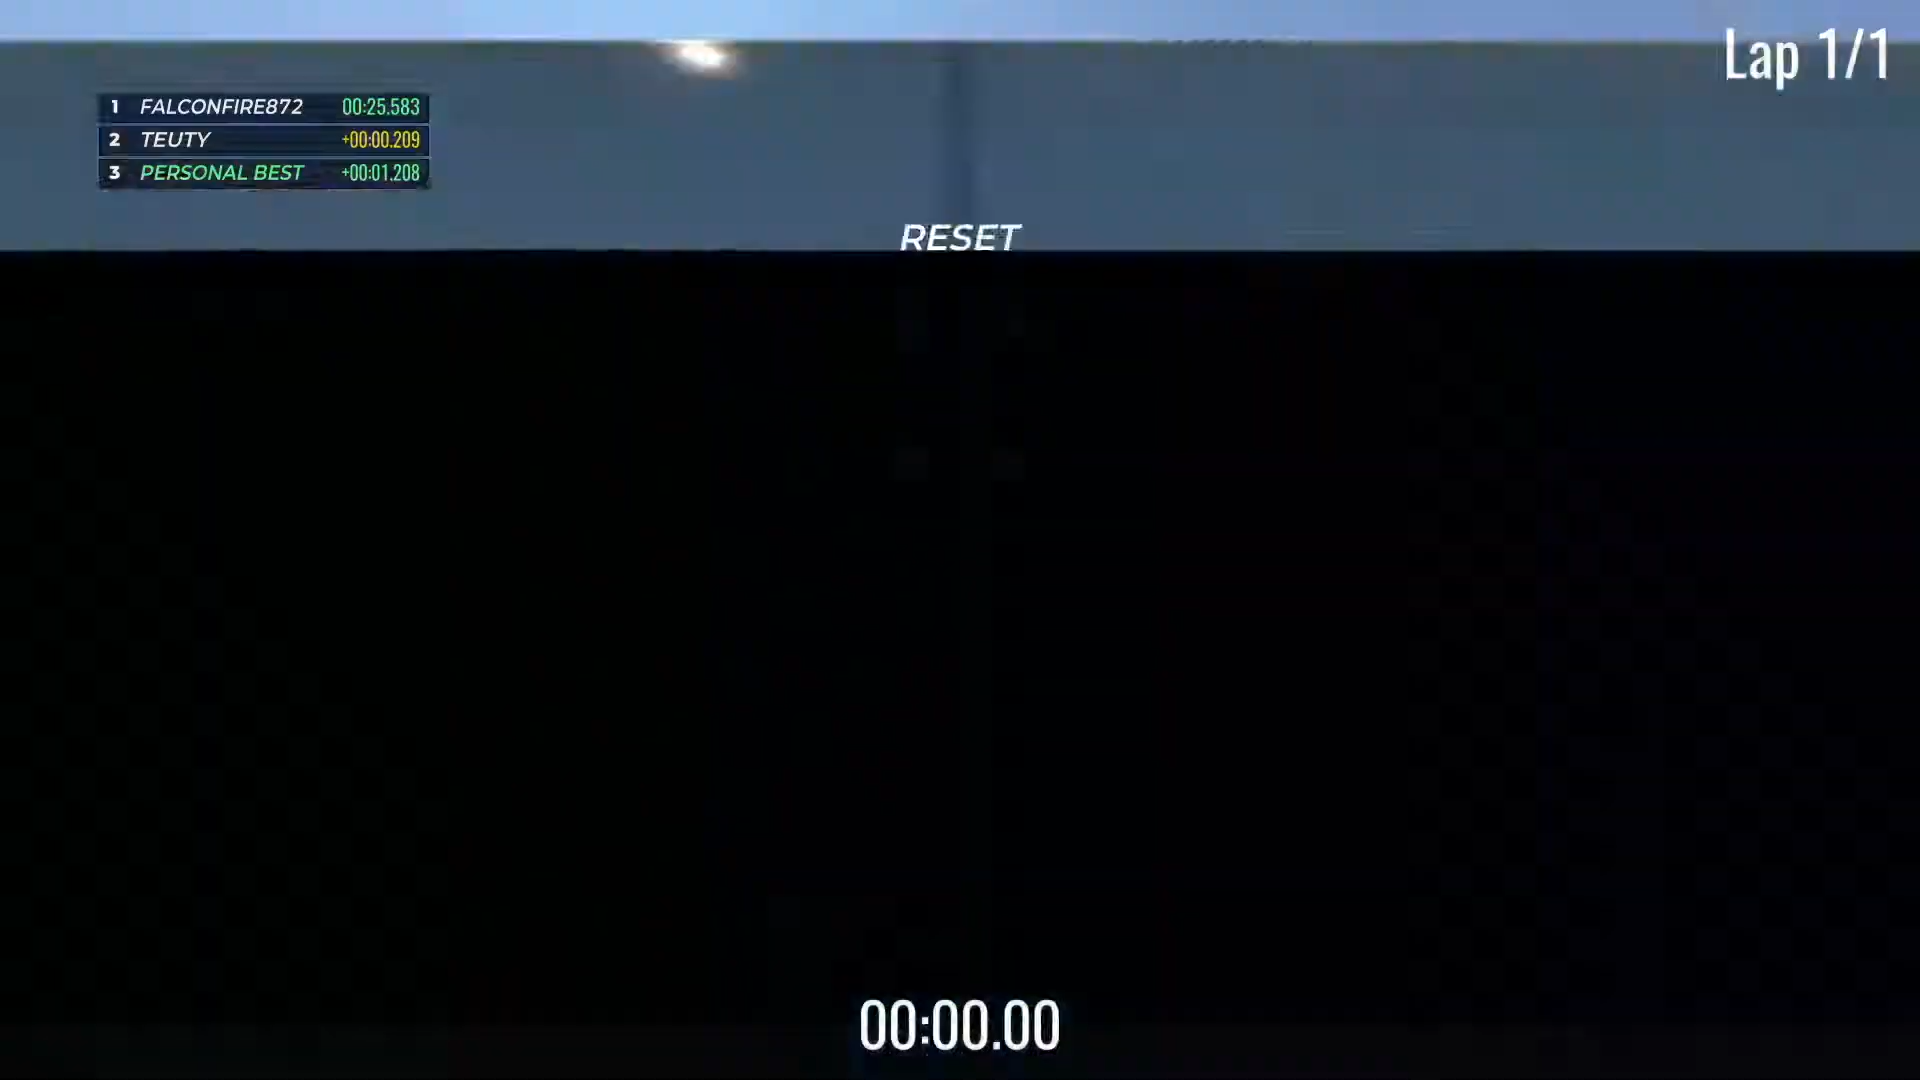 Lap 1/1
1 FALCONFIRE872 00:25.583
2 TEUTY +00:00.209
3 PERSONAL BEST +00:01.208
RESET
00:00.00